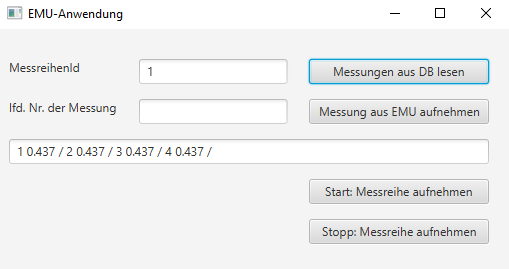 EMU-Anwendung
MessreihenId 1 Messungen aus DB lesen
lfd. Nr. der Messung Messung aus EMU aufnehmen
1 0.437 / 2 0.437 / 3 0.437 / 4 0.437 /
Start: Messreihe aufnehmen
Stopp: Messreihe aufnehmen